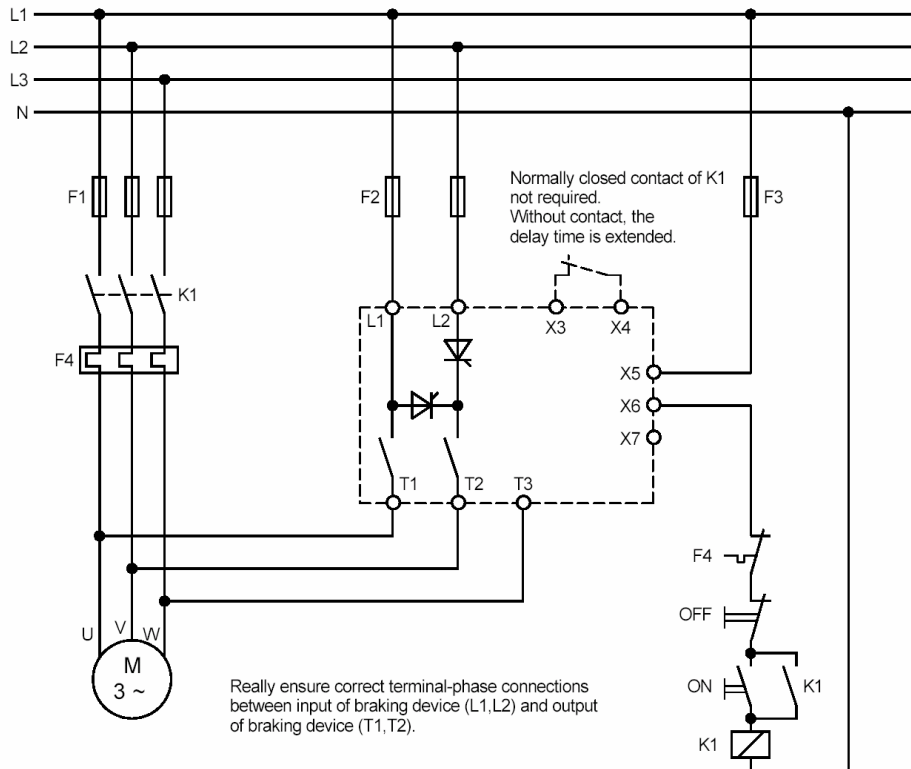 L1
L2
L3
N
F1
F2
Normally closed contact of K1
not required.
Without contact, the
delay time is extended.
F3
K1
L1
L2
X3
X4
F4
X5
X6
X7
T1
T2
T3
F4
OFF
U
V
W
M
3 ~
ON
K1
Really ensure correct terminal-phase connections
between input of braking device (L1,L2) and output
of braking device (T1,T2).
K1